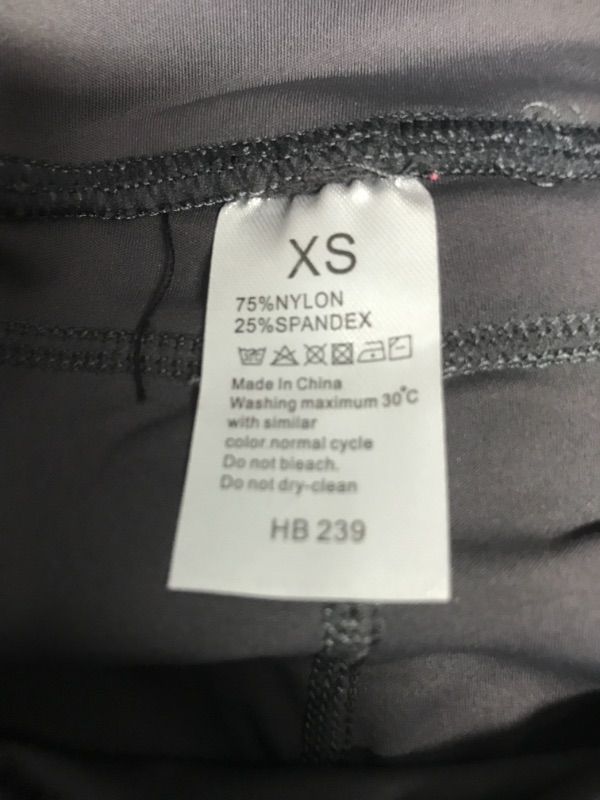 XS
75%NYLON
25%SPANDEX
Made In China
Washing maximum 30°C
with similar
color normal cycle
Do not bleach.
Do not dry-clean
HB 239